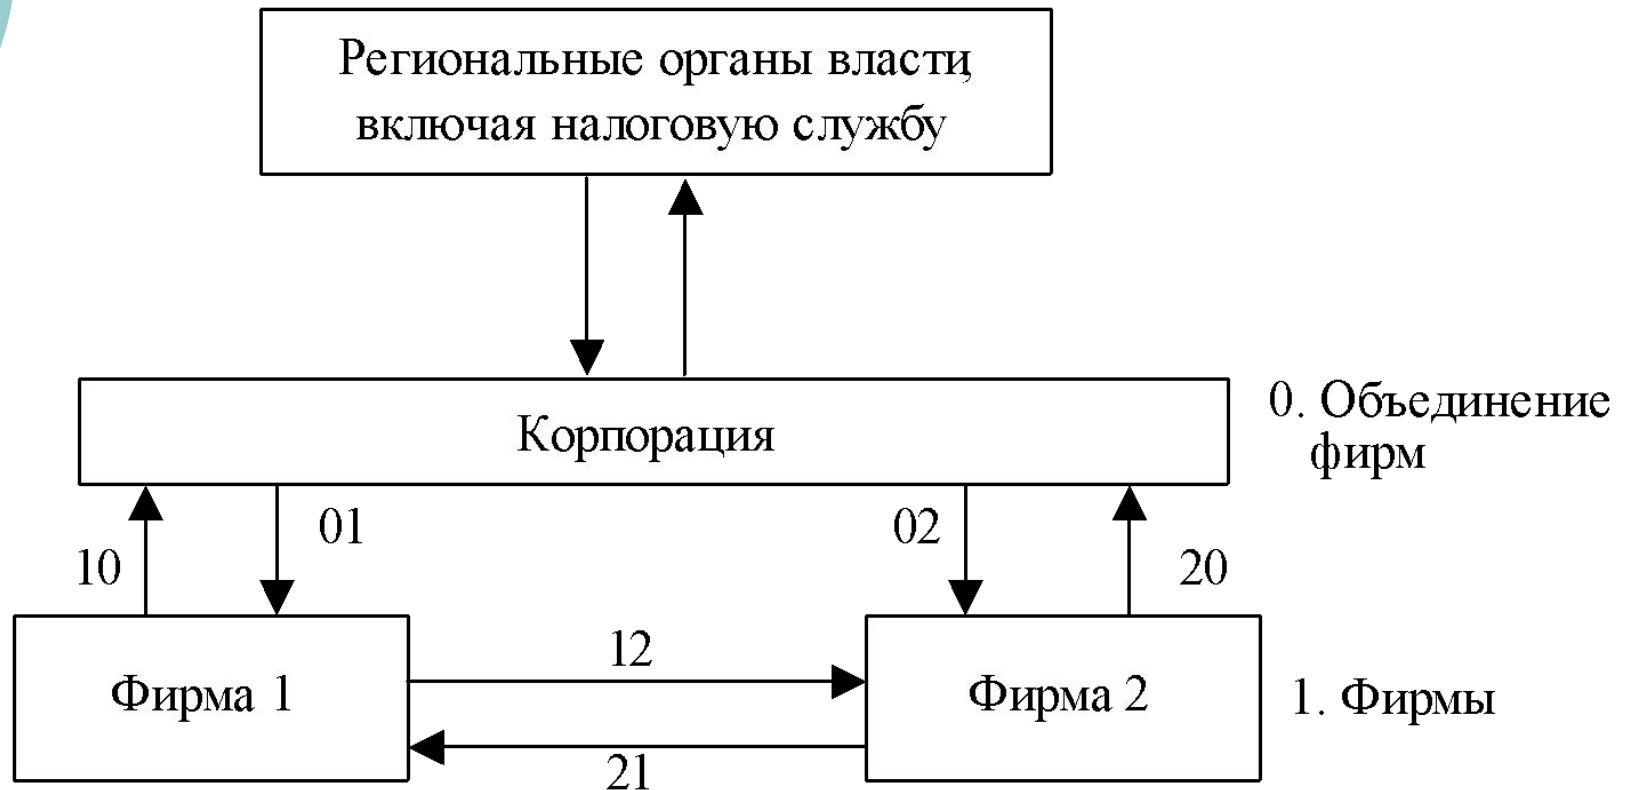 Региональные органы власти,
включая налоговую службу
Корпорация
0. Объединение
фирм
01
02
10
20
12
Фирма 1
Фирма 2
1. Фирмы
21